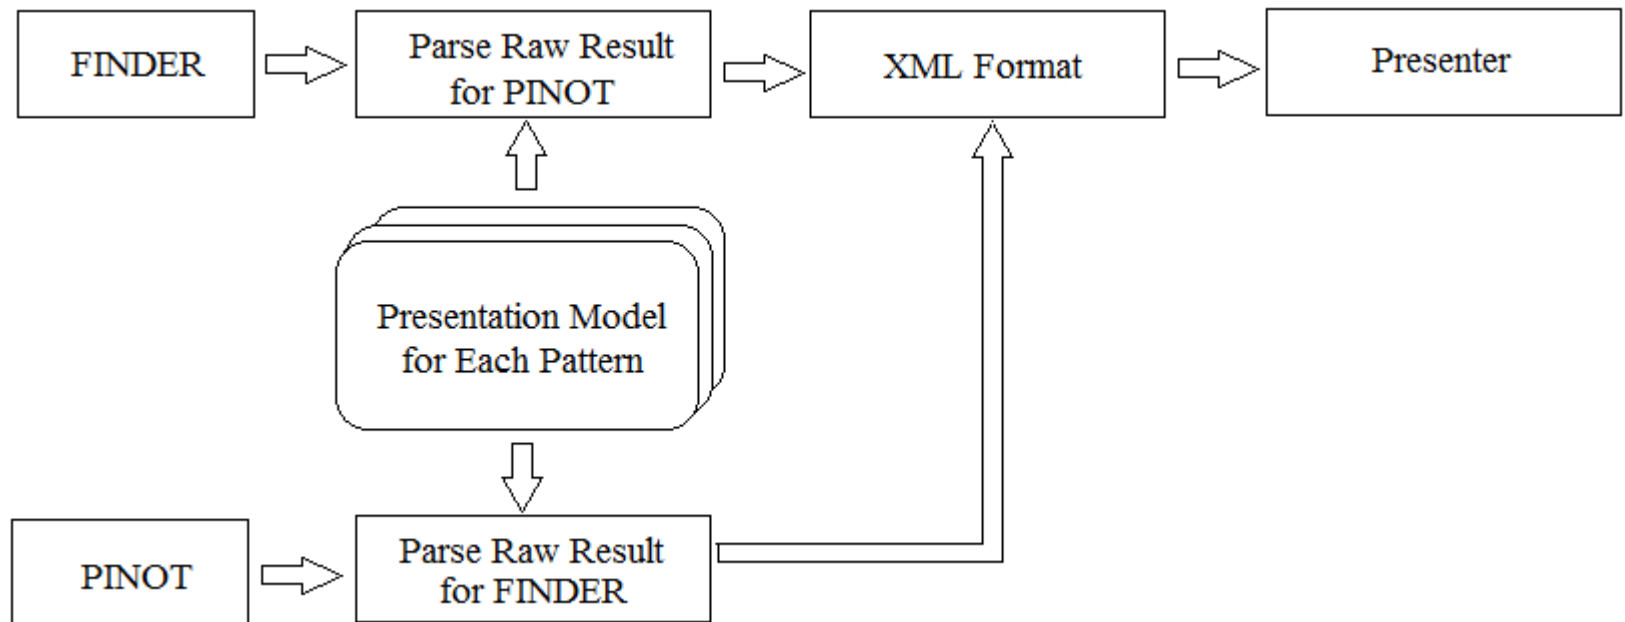 FINDER
Parse Raw Result
for PINOT
XML Format
Presenter
Presentation Model
for Each Pattern
PINOT
Parse Raw Result
for FINDER